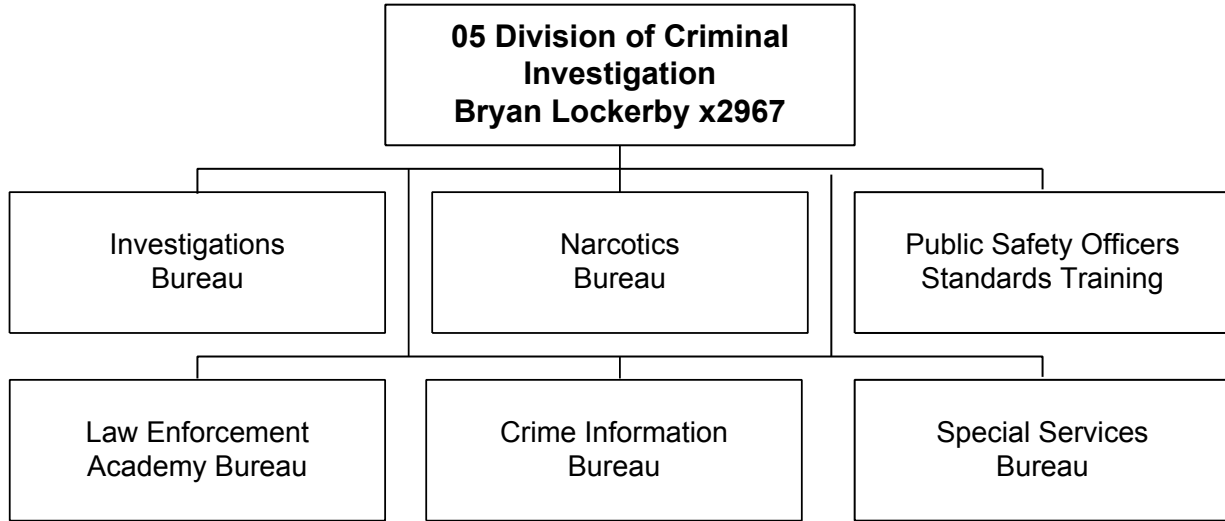 05 Division of Criminal
Investigation
Bryan Lockerby x2967
Investigations
Bureau
Narcotics
Bureau
Public Safety Officers
Standards Training
Law Enforcement
Academy Bureau
Crime Information
Bureau
Special Services
Bureau